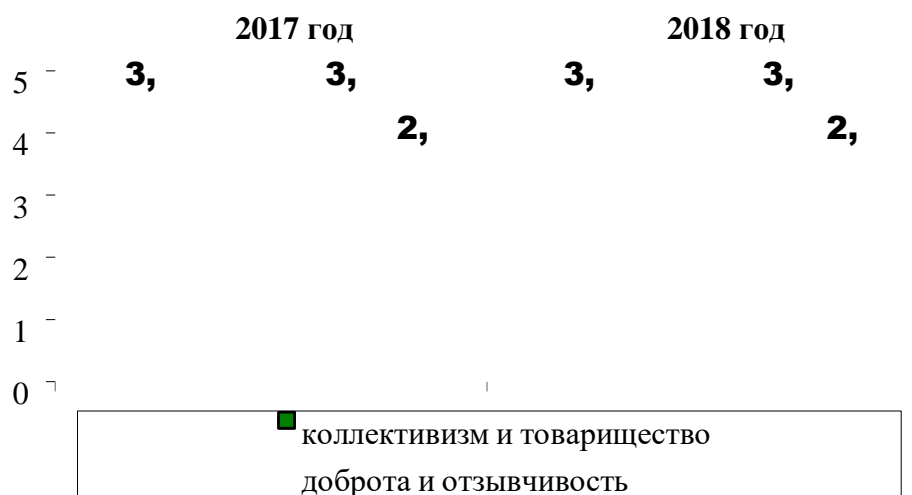 2017 год 2018 год
5 3, 3, 3, 3,
4 2, 2,
3
2
1
0
коллективизм и товарищество
доброта и отзывчивость